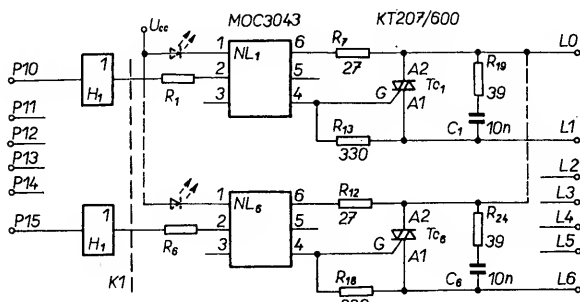 MOC3043 KT207/600
Ucc
1 NL1 6 R7 A2 R19 L0
P10 1 H1 2 5 27 Tc1 39
R1 3 4 G A1 C1 10n
P11 R13 L1
P12 330
P13 L2
P14 1 NL6 6 R12 A2 R24 L3
P15 1 H1 2 5 27 Tc6 39 L4
R6 3 4 G A1 C6 10n L5
K1 R18 L6